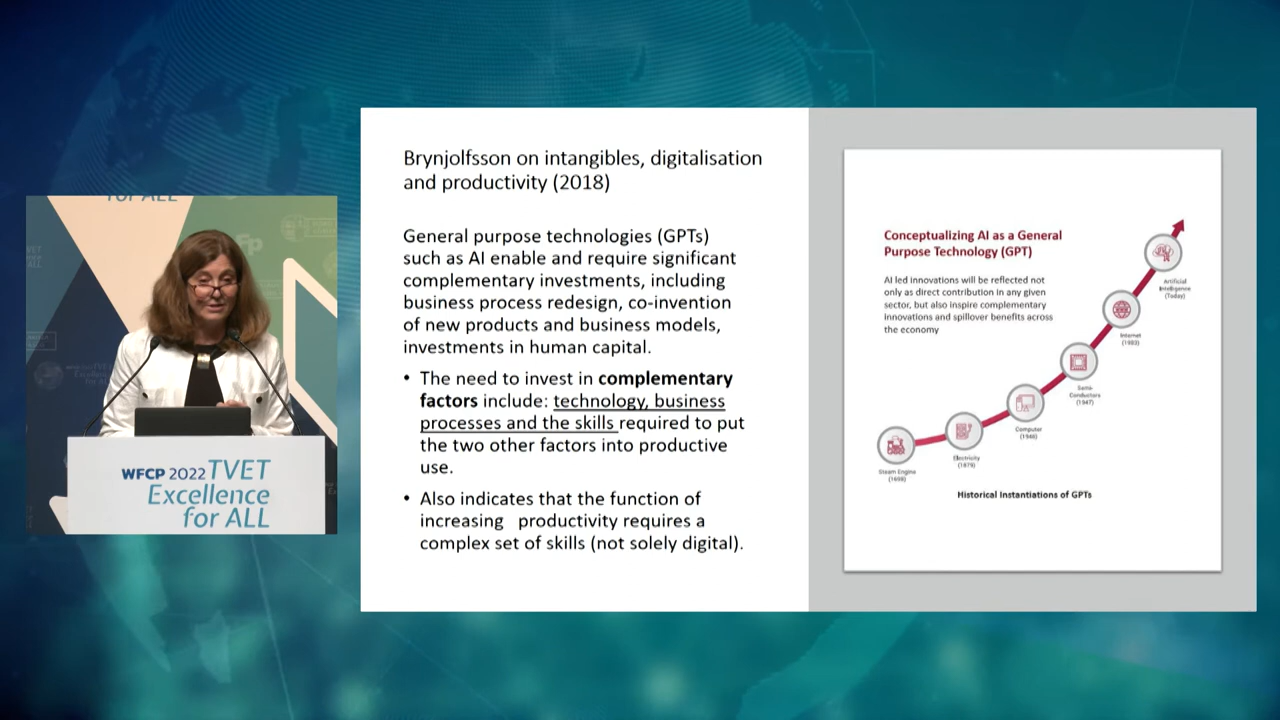 for ALL
WFCP 2022 TVET
Excellence
for ALL
Brynjolfsson on intangibles, digitalisation
and productivity (2018)
General purpose technologies (GPTs)
such as AI enable and require significant
complementary investments, including
business process redesign, co-invention
of new products and business models,
investments in human capital.
• The need to invest in complementary
factors include: technology, business
processes and the skills required to put
the two other factors into productive
use.
• Also indicates that the function of
increasing productivity requires a
complex set of skills (not solely digital).
Conceptualizing AI as a General
Purpose Technology (GPT)
AI led innovations will be reflected not
only as direct contribution in any given
sector, but also inspire complementary
innovations and spillover benefits across
the economy
Artificial
Intelligence
(Today)
Internet
(1983)
Semi-
Conductors
(1947)
Computer
(1946)
Electricity
(1879)
Steam Engine
(1698)
Historical Instantiations of GPTs